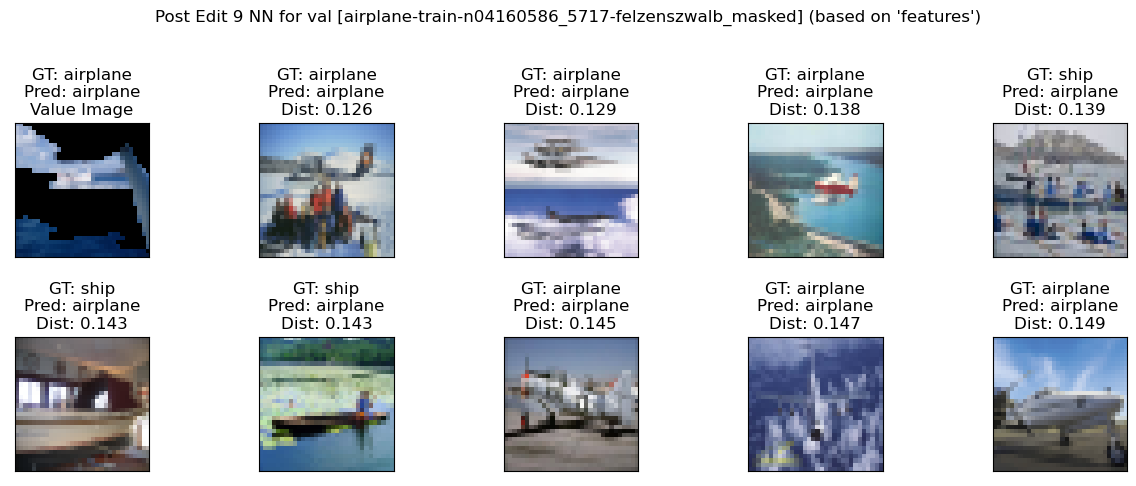 Post Edit 9 NN for val [airplane-train-n04160586_5717-felzenszwalb_masked] (based on 'features')
GT: airplane
Pred: airplane
Value Image
GT: airplane
Pred: airplane
Dist: 0.126
GT: airplane
Pred: airplane
Dist: 0.129
GT: airplane
Pred: airplane
Dist: 0.138
GT: ship
Pred: airplane
Dist: 0.139
GT: ship
Pred: airplane
Dist: 0.143
GT: ship
Pred: airplane
Dist: 0.143
GT: airplane
Pred: airplane
Dist: 0.145
GT: airplane
Pred: airplane
Dist: 0.147
GT: airplane
Pred: airplane
Dist: 0.149